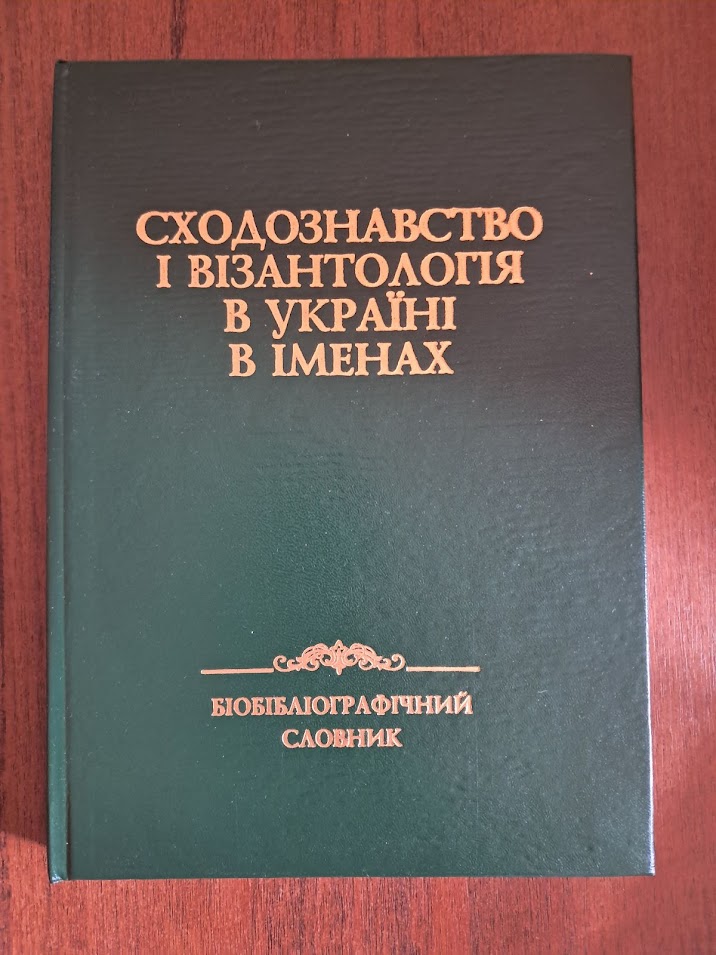 СХОДОЗНАВСТВО
І ВІЗАНТОЛОГІЯ
В УКРАЇНІ
В ІМЕНАХ
БІОБІБЛІОГРАФІЧНИЙ
СЛОВНИК